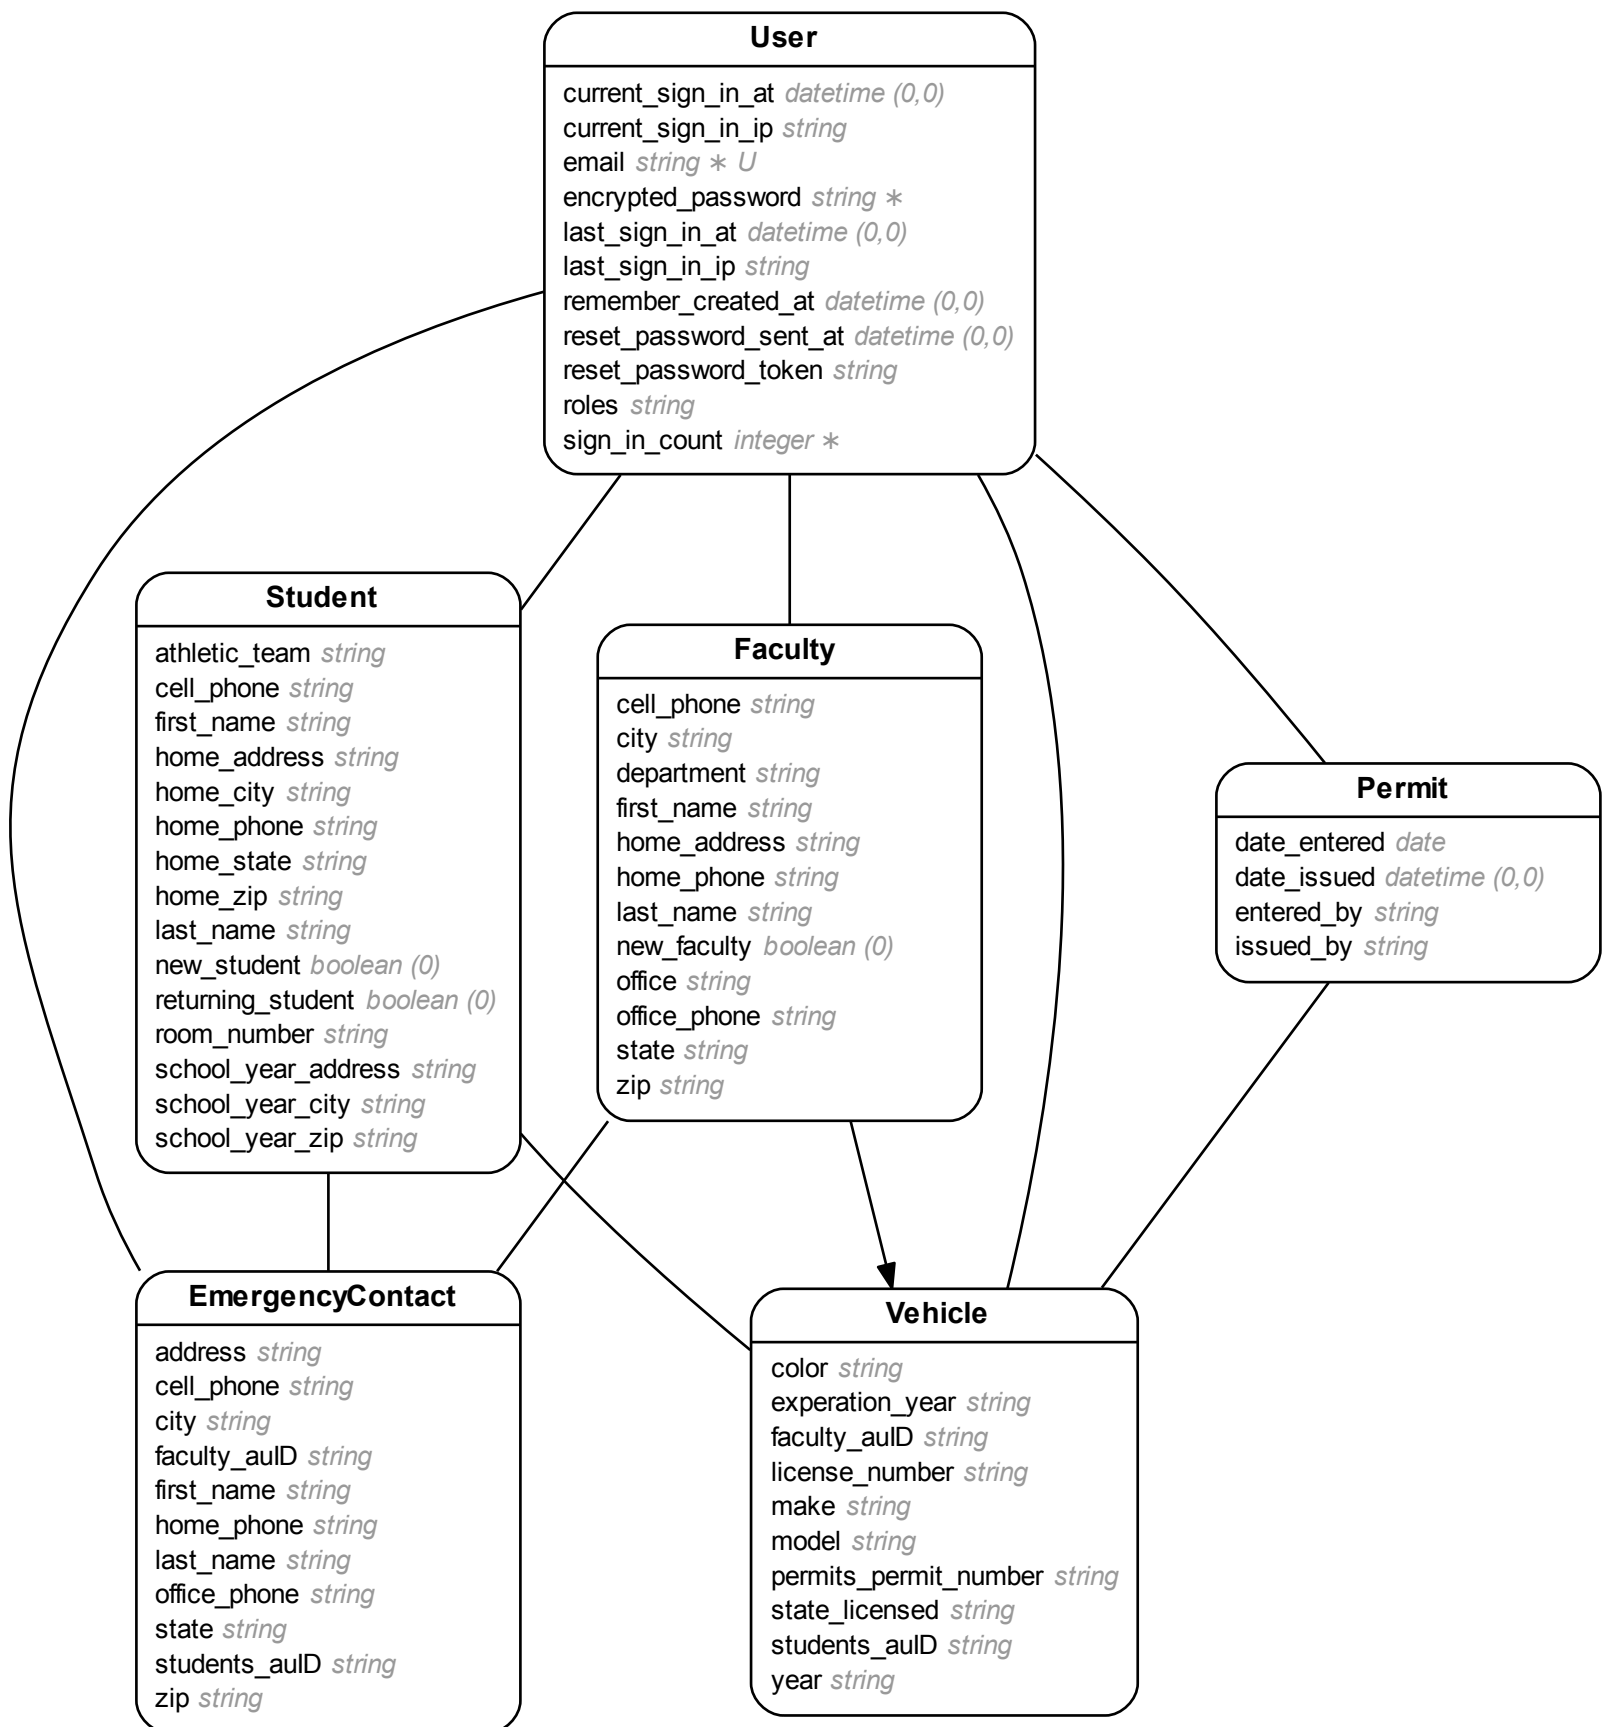 User
current_sign_in_at datetime (0,0)
current_sign_in_ip string
email string ∗ U
encrypted_password string ∗
last_sign_in_at datetime (0,0)
last_sign_in_ip string
remember_created_at datetime (0,0)
reset_password_sent_at datetime (0,0)
reset_password_token string
roles string
sign_in_count integer ∗
Student
athletic_team string
cell_phone string
first_name string
home_address string
home_city string
home_phone string
home_state string
home_zip string
last_name string
new_student boolean (0)
returning_student boolean (0)
room_number string
school_year_address string
school_year_city string
school_year_zip string
Faculty
cell_phone string
city string
department string
first_name string
home_address string
home_phone string
last_name string
new_faculty boolean (0)
office string
office_phone string
state string
zip string
Permit
date_entered date
date_issued datetime (0,0)
entered_by string
issued_by string
EmergencyContact
address string
cell_phone string
city string
faculty_auID string
first_name string
home_phone string
last_name string
office_phone string
state string
students_auID string
zip string
Vehicle
color string
experation_year string
faculty_auID string
license_number string
make string
model string
permits_permit_number string
state_licensed string
students_auID string
year string